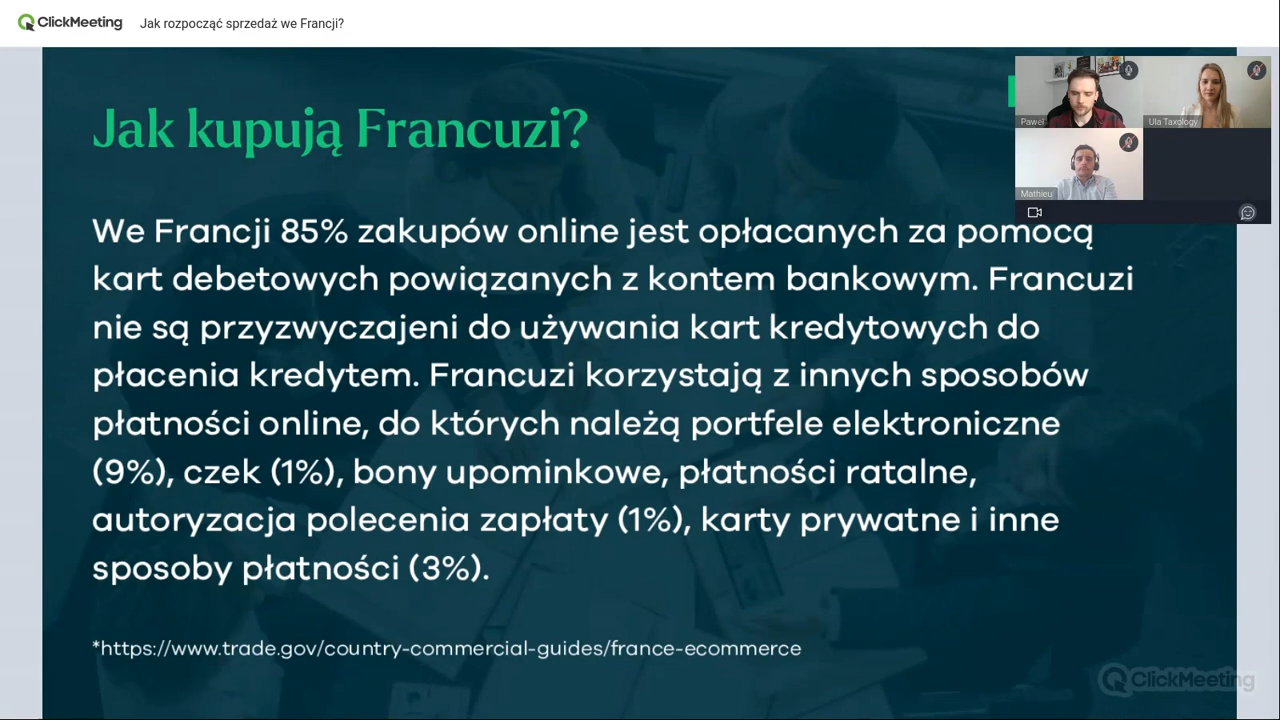 ClickMeeting Jak rozpocząć sprzedaż we Francji?
Jak kupują Francuzi?
Paweł
Ula Taxology
Mathieu
We Francji 85% zakupów online jest opłacanych za pomocą
kart debetowych powiązanych z kontem bankowym. Francuzi
nie są przyzwyczajeni do używania kart kredytowych do
płacenia kredytem. Francuzi korzystają z innych sposobów
płatności online, do których należą portfele elektroniczne
(9%), czek (1%), bony upominkowe, płatności ratalne,
autoryzacja polecenia zapłaty (1%), karty prywatne i inne
sposoby płatności (3%).
*https://www.trade.gov/country-commercial-guides/france-ecommerce
ClickMeeting